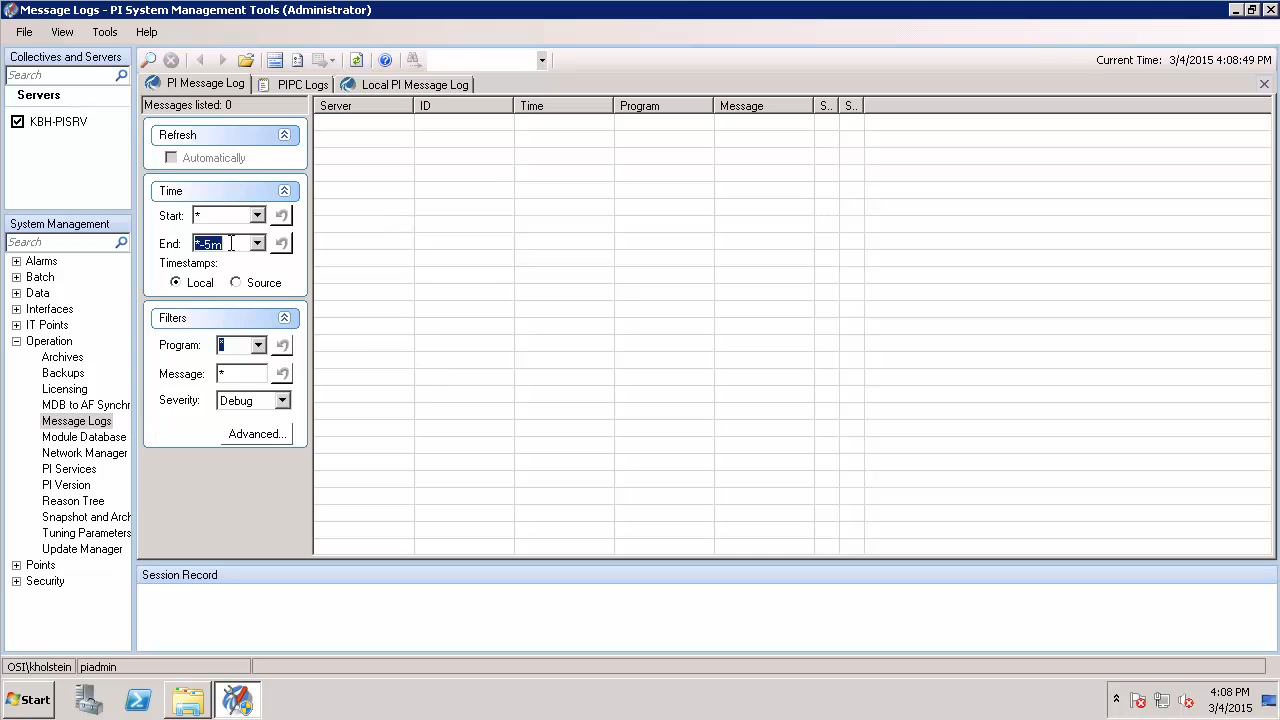 Message Logs - PI System Management Tools (Administrator)
File View Tools Help
Collectives and Servers
Current Time: 3/4/2015 4:08:49 PM
Search
PI Message Log PIPC Logs Local PI Message Log
Servers
Messages listed: 0
Server ID Time Program Message S.. S..
KBH-PISRV
Refresh
Automatically
Time
Start: *
End: *-5m
Timestamps:
Local Source
Filters
Program: *
Message: *
Severity: Debug
Advanced...
System Management
Search
Alarms
Batch
Data
Interfaces
IT Points
Operation
Archives
Backups
Licensing
MDB to AF Synchr
Message Logs
Module Database
Network Manager
PI Services
PI Version
Reason Tree
Snapshot and Arch
Tuning Parameters
Update Manager
Points
Security
Session Record
OSI\kholstein piadmin
Start
4:08 PM
3/4/2015